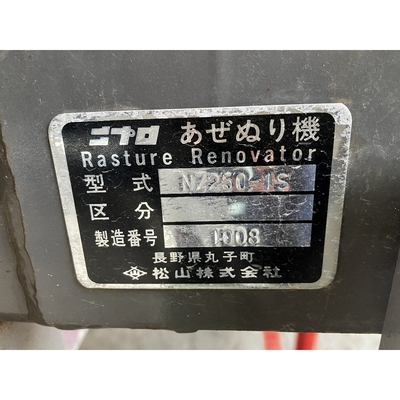 ニプロ あぜぬり機
Rasture Renovator
型式 NZ250-1S
区分
製造番号 1008
長野県丸子町
松山株式会社